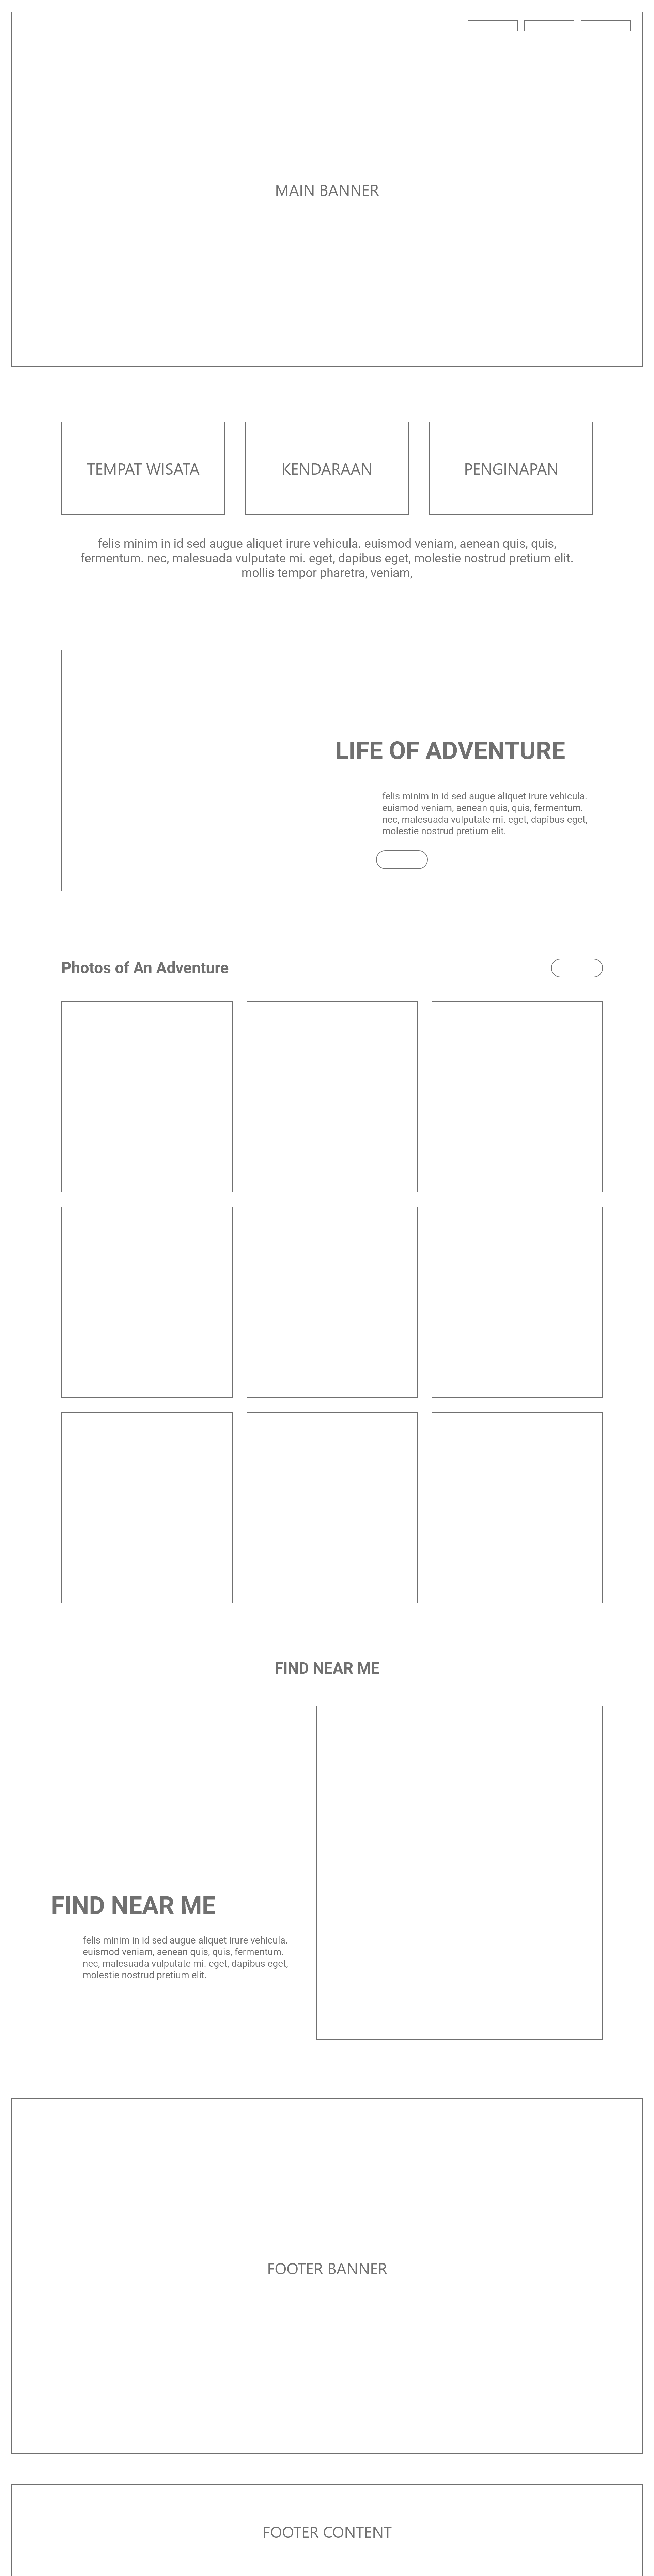 MAIN BANNER
TEMPAT WISATA
KENDARAAN
PENGINAPAN
felis minim in id sed augue aliquet irure vehicula. euismod veniam, aenean quis, quis,
fermentum. nec, malesuada vulputate mi. eget, dapibus eget, molestie nostrud pretium elit.
mollis tempor pharetra, veniam,
LIFE OF ADVENTURE
felis minim in id sed augue aliquet irure vehicula.
euismod veniam, aenean quis, quis, fermentum.
nec, malesuada vulputate mi. eget, dapibus eget,
molestie nostrud pretium elit.
Photos of An Adventure
FIND NEAR ME
FIND NEAR ME
felis minim in id sed augue aliquet irure vehicula.
euismod veniam, aenean quis, quis, fermentum.
nec, malesuada vulputate mi. eget, dapibus eget,
molestie nostrud pretium elit.
FOOTER BANNER
FOOTER CONTENT